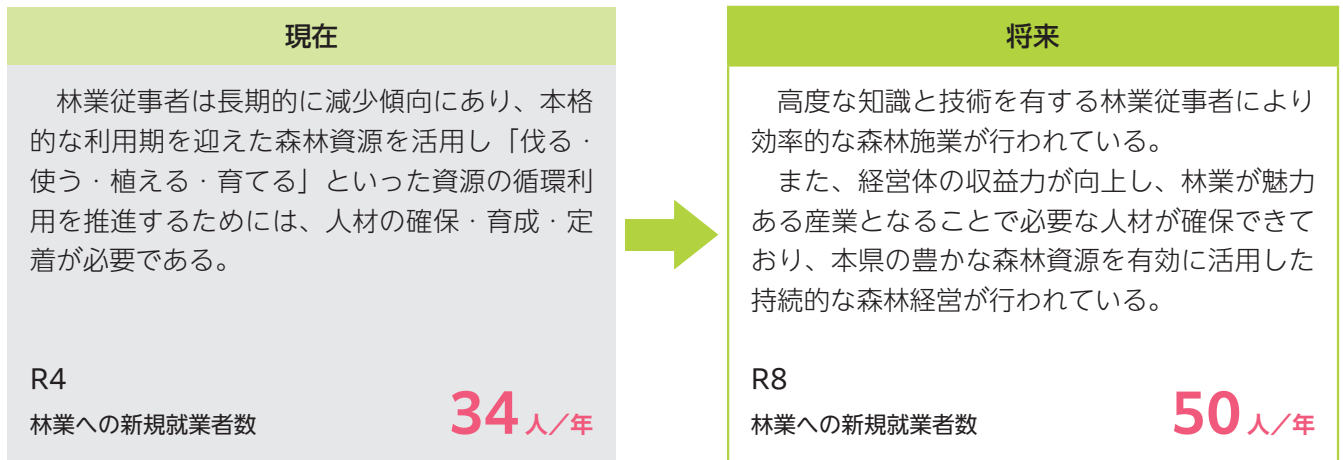 現在
　林業従事者は長期的に減少傾向にあり、本格
的な利用期を迎えた森林資源を活用し「伐る・
使う・植える・育てる」といった資源の循環利
用を推進するためには、人材の確保・育成・定
着が必要である。
R4
林業への新規就業者数　34人／年
将来
　高度な知識と技術を有する林業従事者により
効率的な森林施業が行われている。
　また、経営体の収益力が向上し、林業が魅力
ある産業となることで必要な人材が確保できて
おり、本県の豊かな森林資源を有効に活用した
持続的な森林経営が行われている。
R8
林業への新規就業者数　50人／年